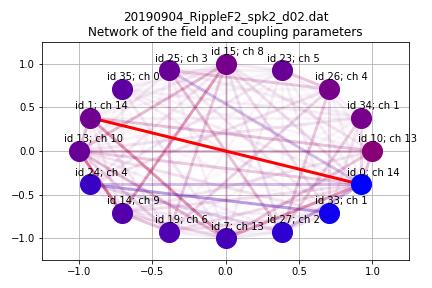 20190904_RippleF2_spk2_d02.dat
Network of the field and coupling parameters
id 15; ch 8
id 25; ch 3
id 23; ch 5
id 35; ch 0
id 26; ch 4
id 1; ch 14
id 34; ch 1
id 13; ch 10
id 10; ch 13
id 24; ch 4
id 0; ch 14
id 14; ch 9
id 33; ch 1
id 19; ch 6
id 7; ch 13
id 27; ch 2
1.0
0.5
0.0
−0.5
−1.0
−1.0 −0.5 0.0 0.5 1.0